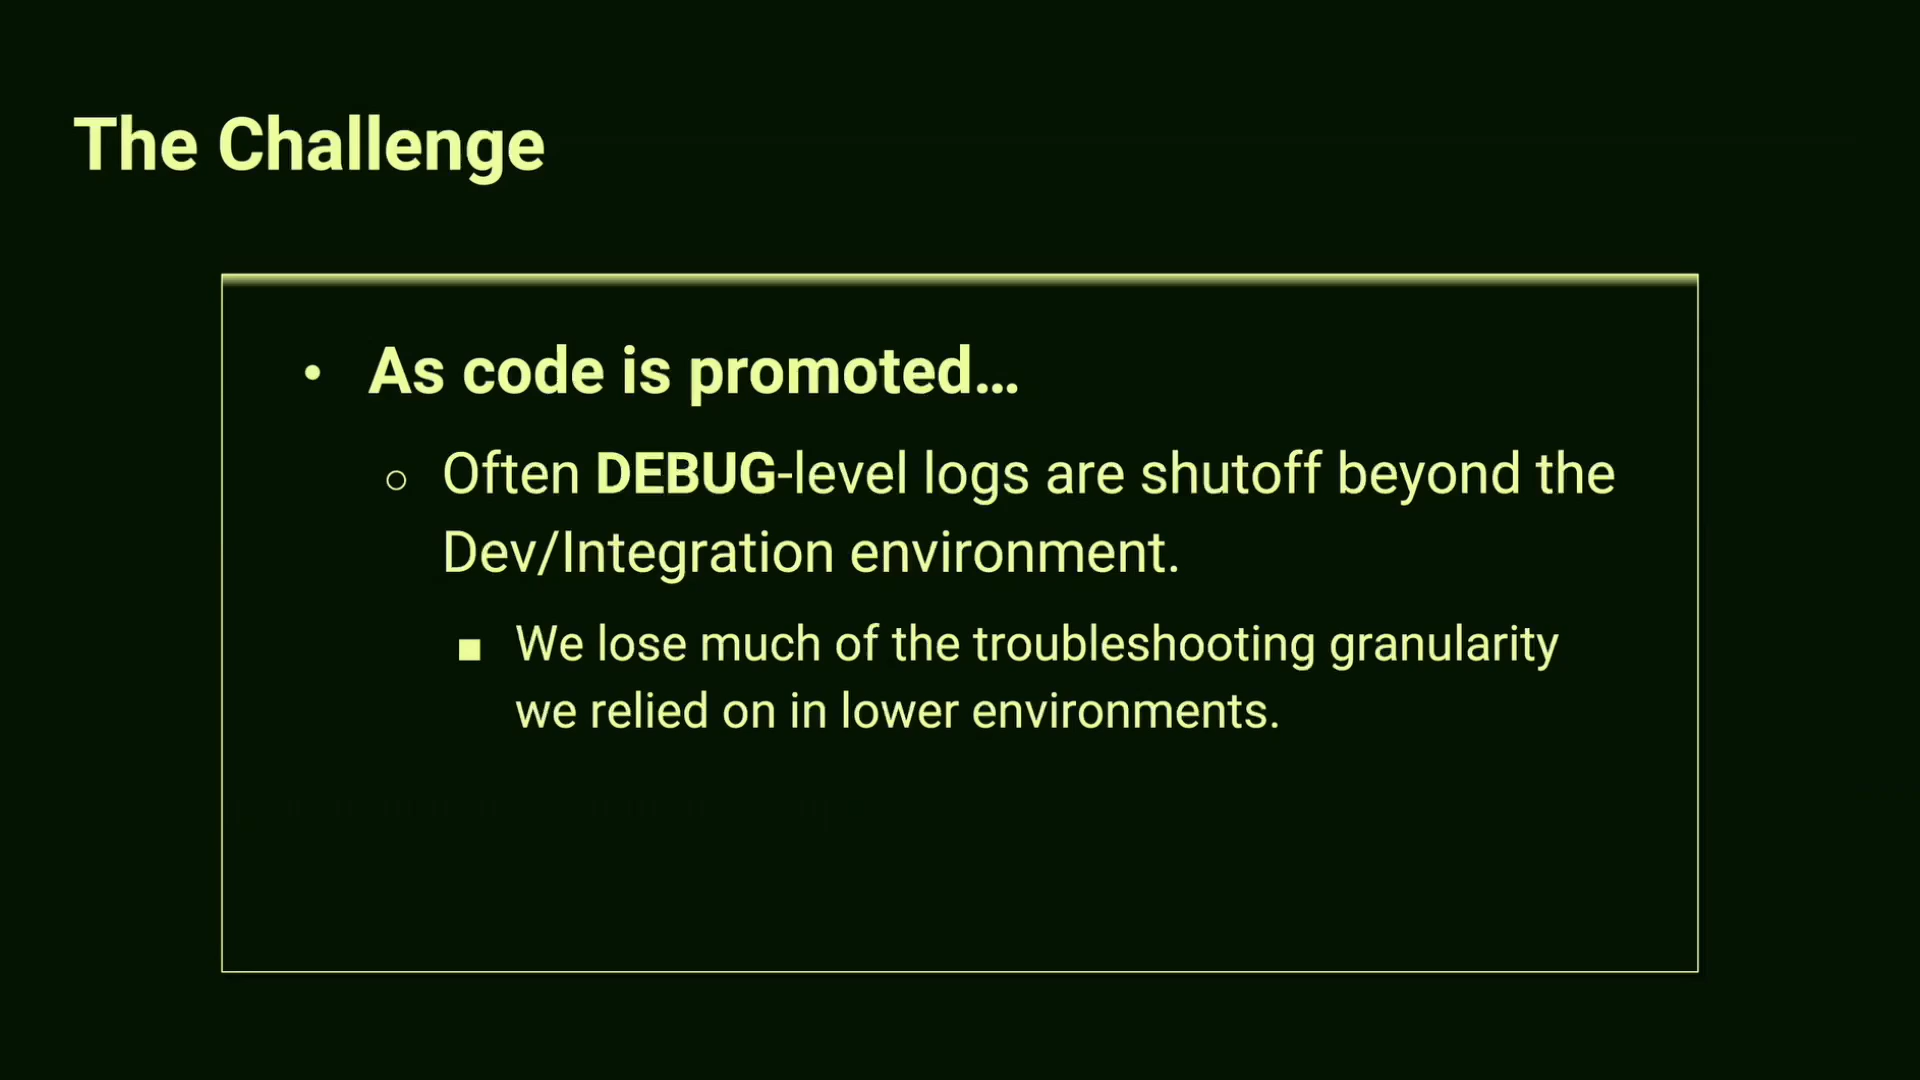 The Challenge
• As code is promoted...
○ Often DEBUG-level logs are shutoff beyond the
Dev/Integration environment.
■ We lose much of the troubleshooting granularity
we relied on in lower environments.